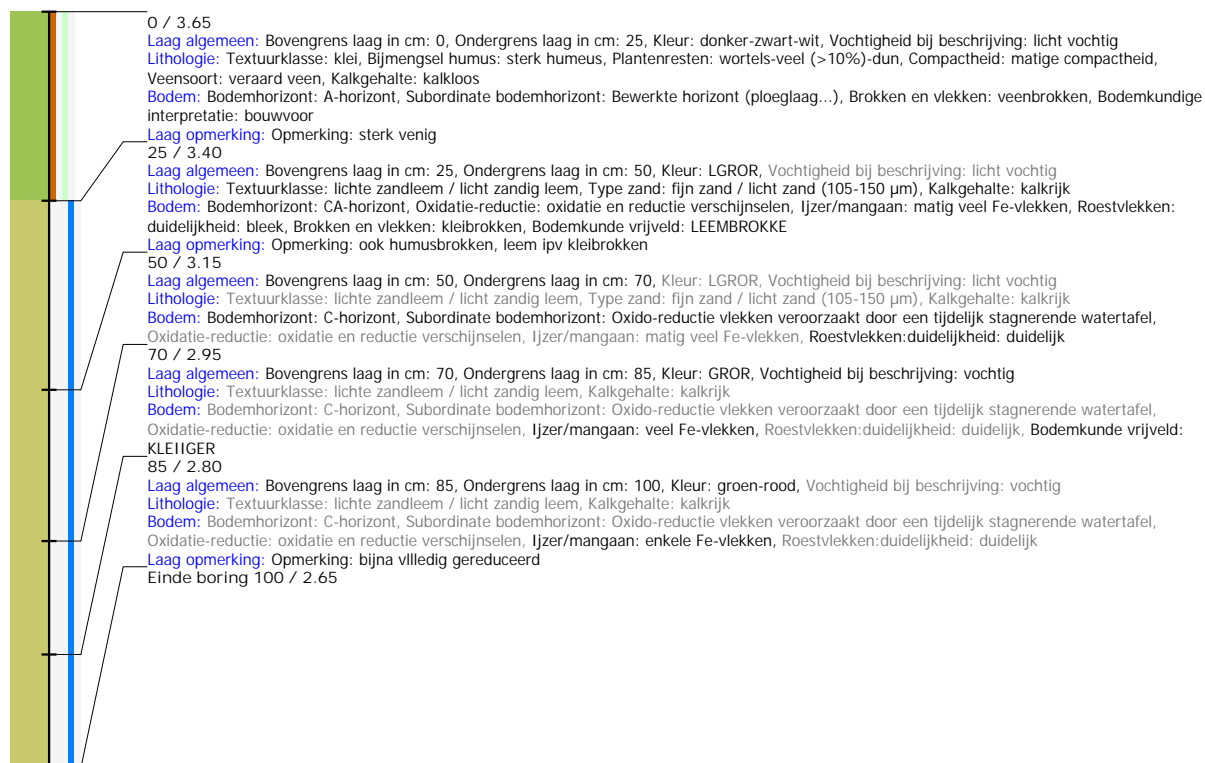 0 / 3.65
Laag algemeen: Bovengrens laag in cm: 0, Ondergrens laag in cm: 25, Kleur: donker-zwart-wit, Vochtigheid bij beschrijving: licht vochtig
Lithologie: Textuurklasse: klei, Bijmengsel humus: sterk humeus, Plantenresten: wortels-veel (>10%)-dun, Compactheid: matige compactheid,
Veensoort: veraard veen, Kalkgehalte: kalkloos
Bodem: Bodemhorizont: A-horizont, Subordinate bodemhorizont: Bewerkte horizont (ploeglaag...), Brokken en vlekken: veenbrokken, Bodemkundige
interpretatie: bouwvoor
Laag opmerking: Opmerking: sterk venig
25 / 3.40
Laag algemeen: Bovengrens laag in cm: 25, Ondergrens laag in cm: 50, Kleur: LGROR, Vochtigheid bij beschrijving: licht vochtig
Lithologie: Textuurklasse: lichte zandleem / licht zandig leem, Type zand: fijn zand / licht zand (105-150 µm), Kalkgehalte: kalkrijk
Bodem: Bodemhorizont: CA-horizont, Oxidatie-reductie: oxidatie en reductie verschijnselen, Ijzer/mangaan: matig veel Fe-vlekken, Roestvlekken:
duidelijkheid: bleek, Brokken en vlekken: kleibrokken, Bodemkunde vrijveld: LEEMBROKKE
Laag opmerking: Opmerking: ook humusbrokken, leem ipv kleibrokken
50 / 3.15
Laag algemeen: Bovengrens laag in cm: 50, Ondergrens laag in cm: 70, Kleur: LGROR, Vochtigheid bij beschrijving: licht vochtig
Lithologie: Textuurklasse: lichte zandleem / licht zandig leem, Type zand: fijn zand / licht zand (105-150 µm), Kalkgehalte: kalkrijk
Bodem: Bodemhorizont: C-horizont, Subordinate bodemhorizont: Oxido-reductie vlekken veroorzaakt door een tijdelijk stagnerende watertafel,
Oxidatie-reductie: oxidatie en reductie verschijnselen, Ijzer/mangaan: matig veel Fe-vlekken, Roestvlekken:duidelijkheid: duidelijk
70 / 2.95
Laag algemeen: Bovengrens laag in cm: 70, Ondergrens laag in cm: 85, Kleur: GROR, Vochtigheid bij beschrijving: vochtig
Lithologie: Textuurklasse: lichte zandleem / licht zandig leem, Kalkgehalte: kalkrijk
Bodem: Bodemhorizont: C-horizont, Subordinate bodemhorizont: Oxido-reductie vlekken veroorzaakt door een tijdelijk stagnerende watertafel,
Oxidatie-reductie: oxidatie en reductie verschijnselen, Ijzer/mangaan: veel Fe-vlekken, Roestvlekken:duidelijkheid: duidelijk, Bodemkunde vrijveld:
KLEIIGER
85 / 2.80
Laag algemeen: Bovengrens laag in cm: 85, Ondergrens laag in cm: 100, Kleur: groen-rood, Vochtigheid bij beschrijving: vochtig
Lithologie: Textuurklasse: lichte zandleem / licht zandig leem, Kalkgehalte: kalkrijk
Bodem: Bodemhorizont: C-horizont, Subordinate bodemhorizont: Oxido-reductie vlekken veroorzaakt door een tijdelijk stagnerende watertafel,
Oxidatie-reductie: oxidatie en reductie verschijnselen, Ijzer/mangaan: enkele Fe-vlekken, Roestvlekken:duidelijkheid: duidelijk
Laag opmerking: Opmerking: bijna vllledig gereduceerd
Einde boring 100 / 2.65